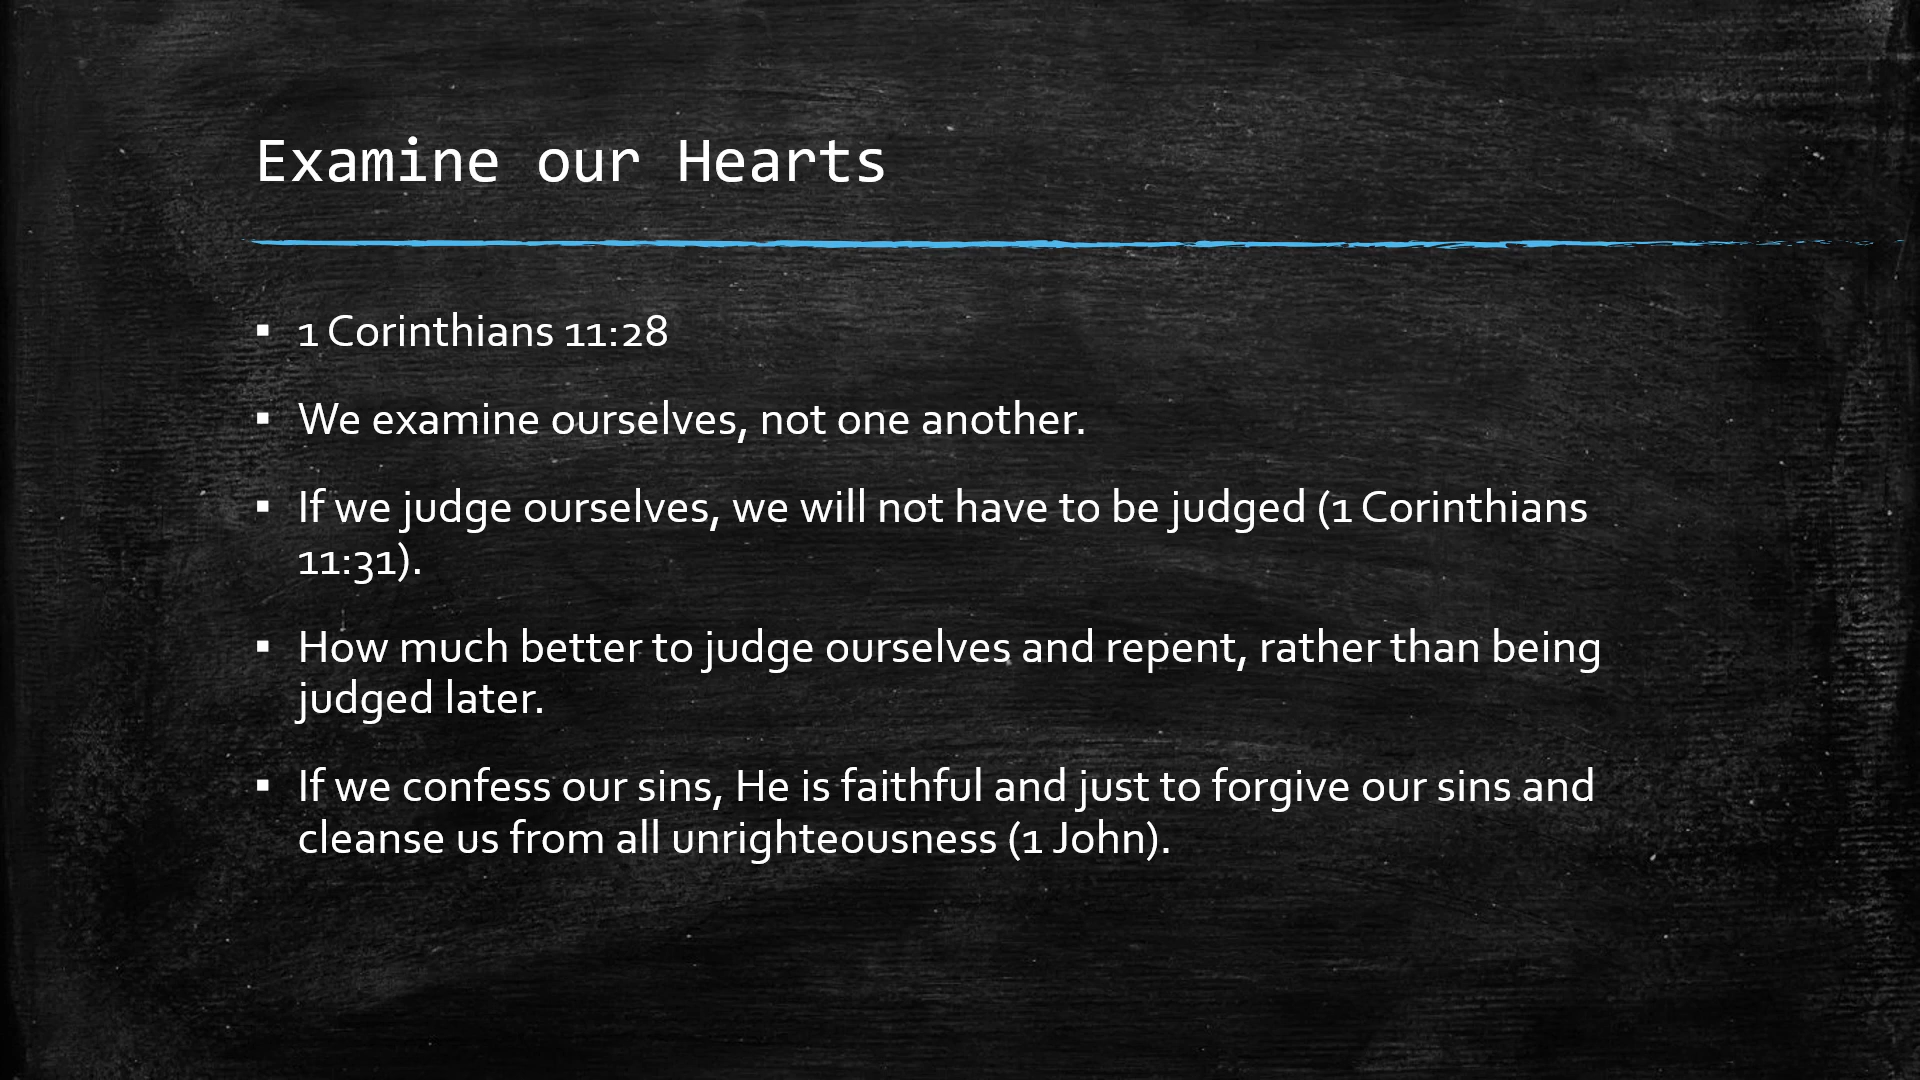 Examine our Hearts
▪ 1 Corinthians 11:28
▪ We examine ourselves, not one another.
▪ If we judge ourselves, we will not have to be judged (1 Corinthians
11:31).
▪ How much better to judge ourselves and repent, rather than being
judged later.
▪ If we confess our sins, He is faithful and just to forgive our sins and
cleanse us from all unrighteousness (1 John).